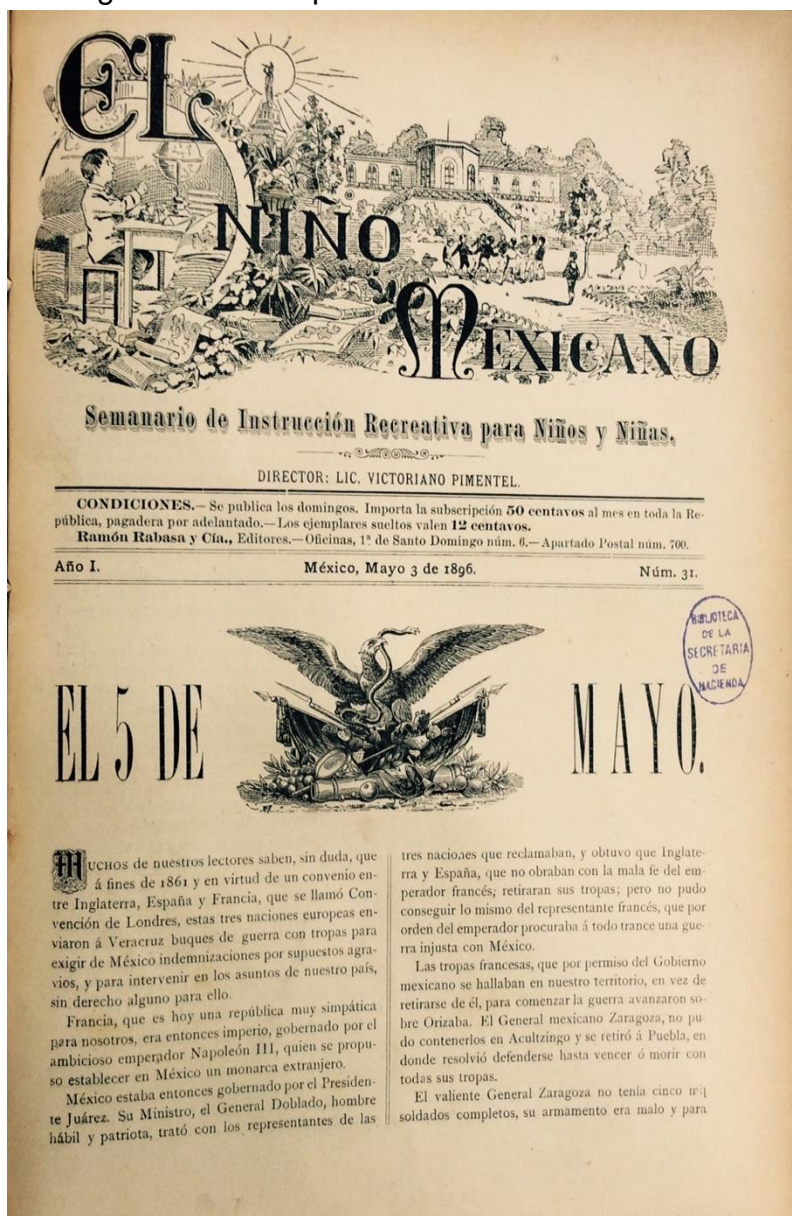 EL
NIÑO
MEXICANO
Semanario de Instrucción Recreativa para Niños y Niñas.
DIRECTOR: LIC. VICTORIANO PIMENTEL.
CONDICIONES.—Se publica los domingos. Importa la subscripción 50 centavos al mes en toda la Re-
pública, pagadera por adelantado.—Los ejemplares sueltos valen 12 centavos.
Ramón Rabasa y Cía., Editores.—Oficinas, 1ª de Santo Domingo núm. 6.—Apartado Postal núm. 700.
Año I. México, Mayo 3 de 1896. Núm. 31.
BIBLIOTECA
DE LA
SECRETARIA
DE
HACIENDA
EL 5 DE MAYO.
MUCHOS de nuestros lectores saben, sin duda, que
á fines de 1861 y en virtud de un convenio en-
tre Inglaterra, España y Francia, que se llamó Con-
vención de Londres, estas tres naciones europeas en-
viaron á Veracruz buques de guerra con tropas para
exigir de México indemnizaciones por supuestos agra-
vios, y para intervenir en los asuntos de nuestro país,
sin derecho alguno para ello.
Francia, que es hoy una república muy simpática
para nosotros, era entonces imperio, gobernado por el
ambicioso emperador Napoleón III, quien se propu-
so establecer en México un monarca extranjero.
México estaba entonces gobernado por el Presiden-
te Juárez. Su Ministro, el General Doblado, hombre
hábil y patriota, trató con los representantes de las
tres naciones que reclamaban, y obtuvo que Inglate-
rra y España, que no obraban con la mala fe del em-
perador francés, retiraran sus tropas; pero no pudo
conseguir lo mismo del representante francés, que por
orden del emperador procuraba á todo trance una gue-
rra injusta con México.
Las tropas francesas, que por permiso del Gobierno
mexicano se hallaban en nuestro territorio, en vez de
retirarse de él, para comenzar la guerra avanzaron so-
bre Orizaba. El General mexicano Zaragoza, no pu-
do contenerlos en Acultzingo y se retiró á Puebla, en
donde resolvió defenderse hasta vencer ó morir con
todas sus tropas.
El valiente General Zaragoza no tenía cinco mil
soldados completos, su armamento era malo y para